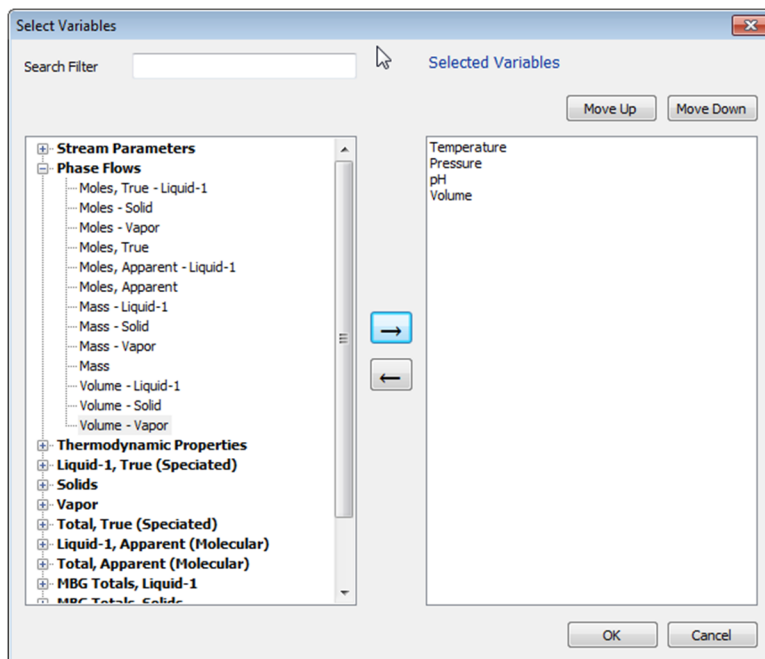 Select Variables
Search Filter
Selected Variables
Move Up
Move Down
Stream Parameters
Phase Flows
Moles, True - Liquid-1
Moles - Solid
Moles - Vapor
Moles, True
Moles, Apparent - Liquid-1
Moles, Apparent
Mass - Liquid-1
Mass - Solid
Mass - Vapor
Mass
Volume - Liquid-1
Volume - Solid
Volume - Vapor
Thermodynamic Properties
Liquid-1, True (Speciated)
Solids
Vapor
Total, True (Speciated)
Liquid-1, Apparent (Molecular)
Total, Apparent (Molecular)
MBG Totals, Liquid-1
MBG Totals, Solids
Temperature
Pressure
pH
Volume
OK
Cancel